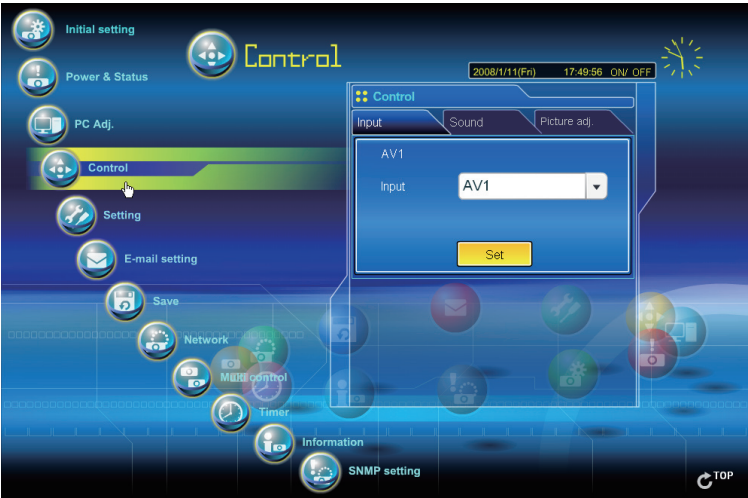 Initial setting
Power & Status
PC Adj.
Control
Setting
E-mail setting
Save
Network
Multi control
Timer
Information
SNMP setting
Control
2008/1/11(Fri) 17:49:56 ON/ OFF
Control
Input Sound Picture adj.
AV1
Input AV1
Set
TOP